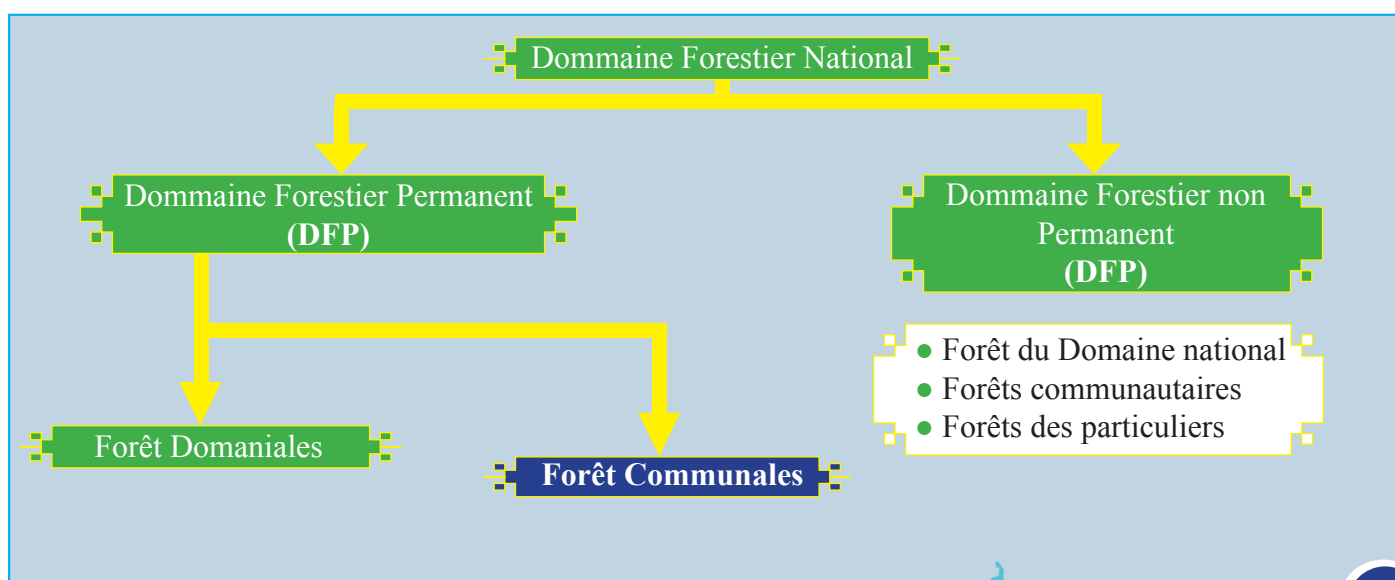 Dommaine Forestier National
Dommaine Forestier Permanent
(DFP)
Dommaine Forestier non
Permanent
(DFP)
● Forêt du Domaine national
● Forêts communautaires
● Forêts des particuliers
Forêt Domaniales
Forêt Communales